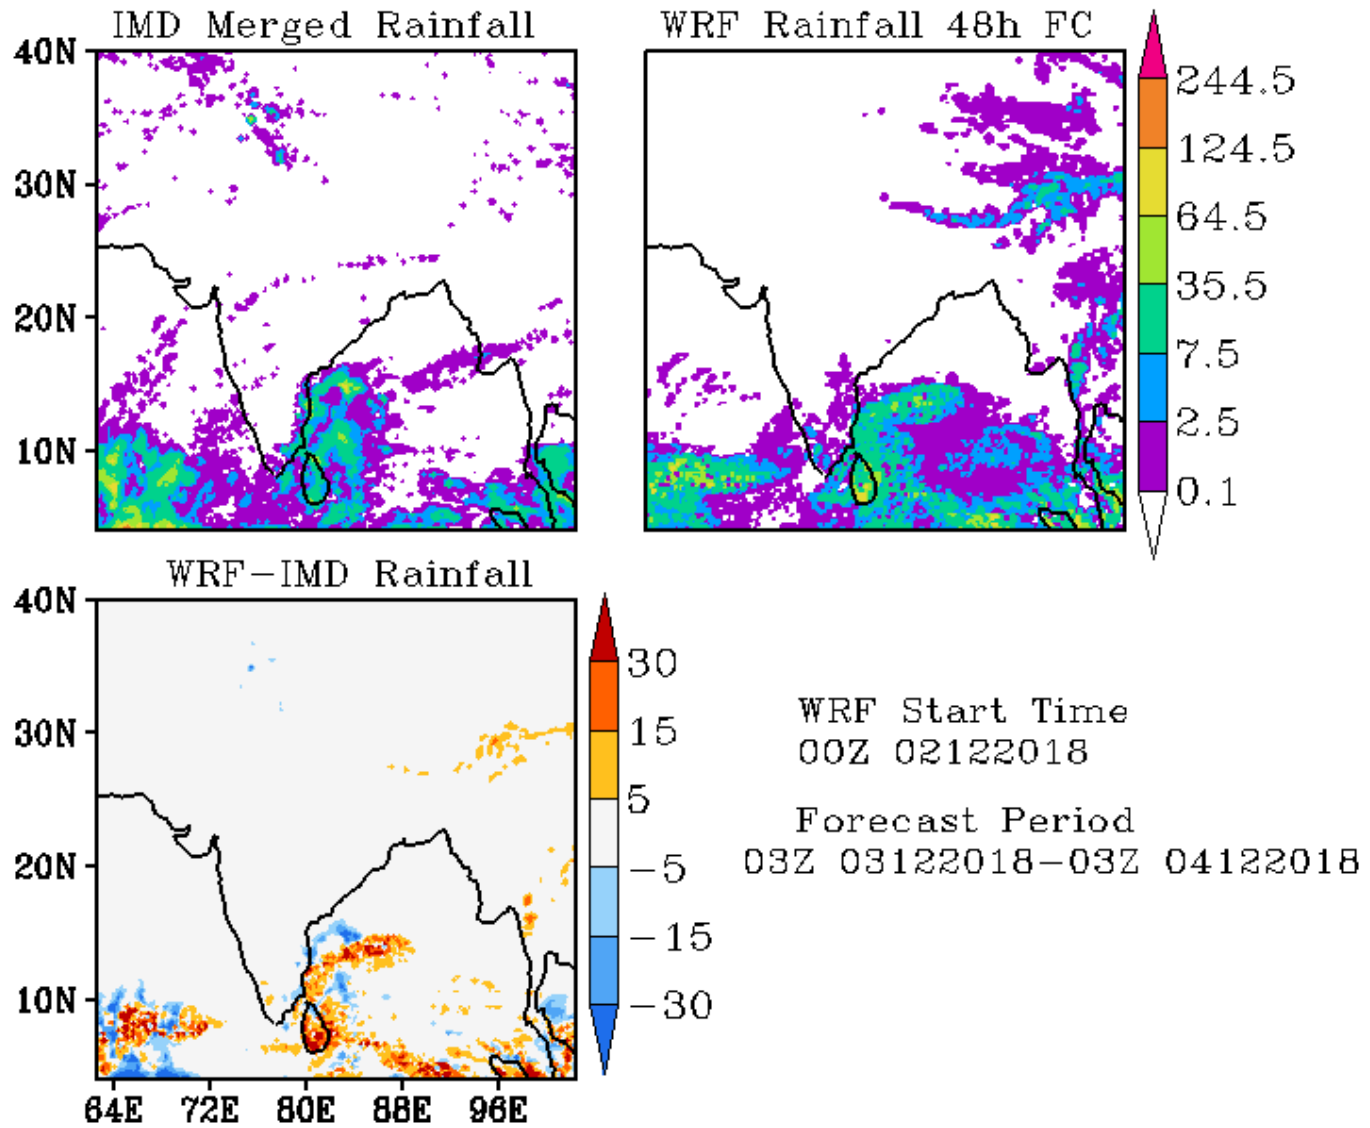 IMD Merged Rainfall
WRF Rainfall 48h FC
40N
30N
20N
10N
244.5
124.5
64.5
35.5
7.5
2.5
0.1
WRF-IMD Rainfall
40N
30N
20N
10N
64E 72E 80E 88E 96E
30
15
5
-5
-15
-30
WRF Start Time
00Z 02122018
Forecast Period
03Z 03122018-03Z 04122018